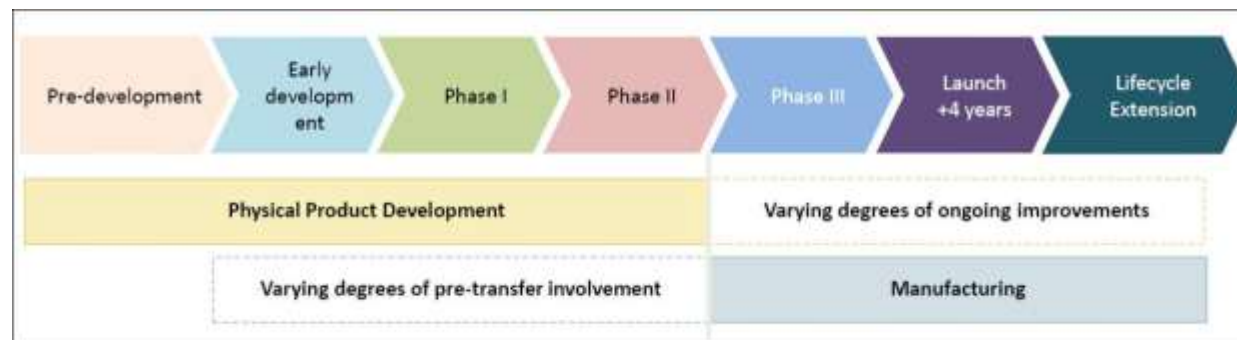 Pre-development
Early
developm
ent
Phase I
Phase II
Phase III
Launch
+4 years
Lifecycle
Extension
Physical Product Development
Varying degrees of ongoing improvements
Varying degrees of pre-transfer involvement
Manufacturing